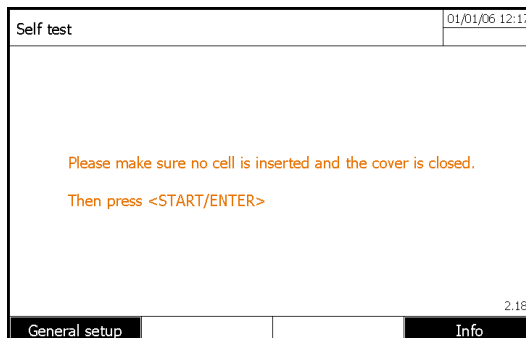 Self test
01/01/06 12:17
Please make sure no cell is inserted and the cover is closed.
Then press <START/ENTER>
2.18
General setup
Info